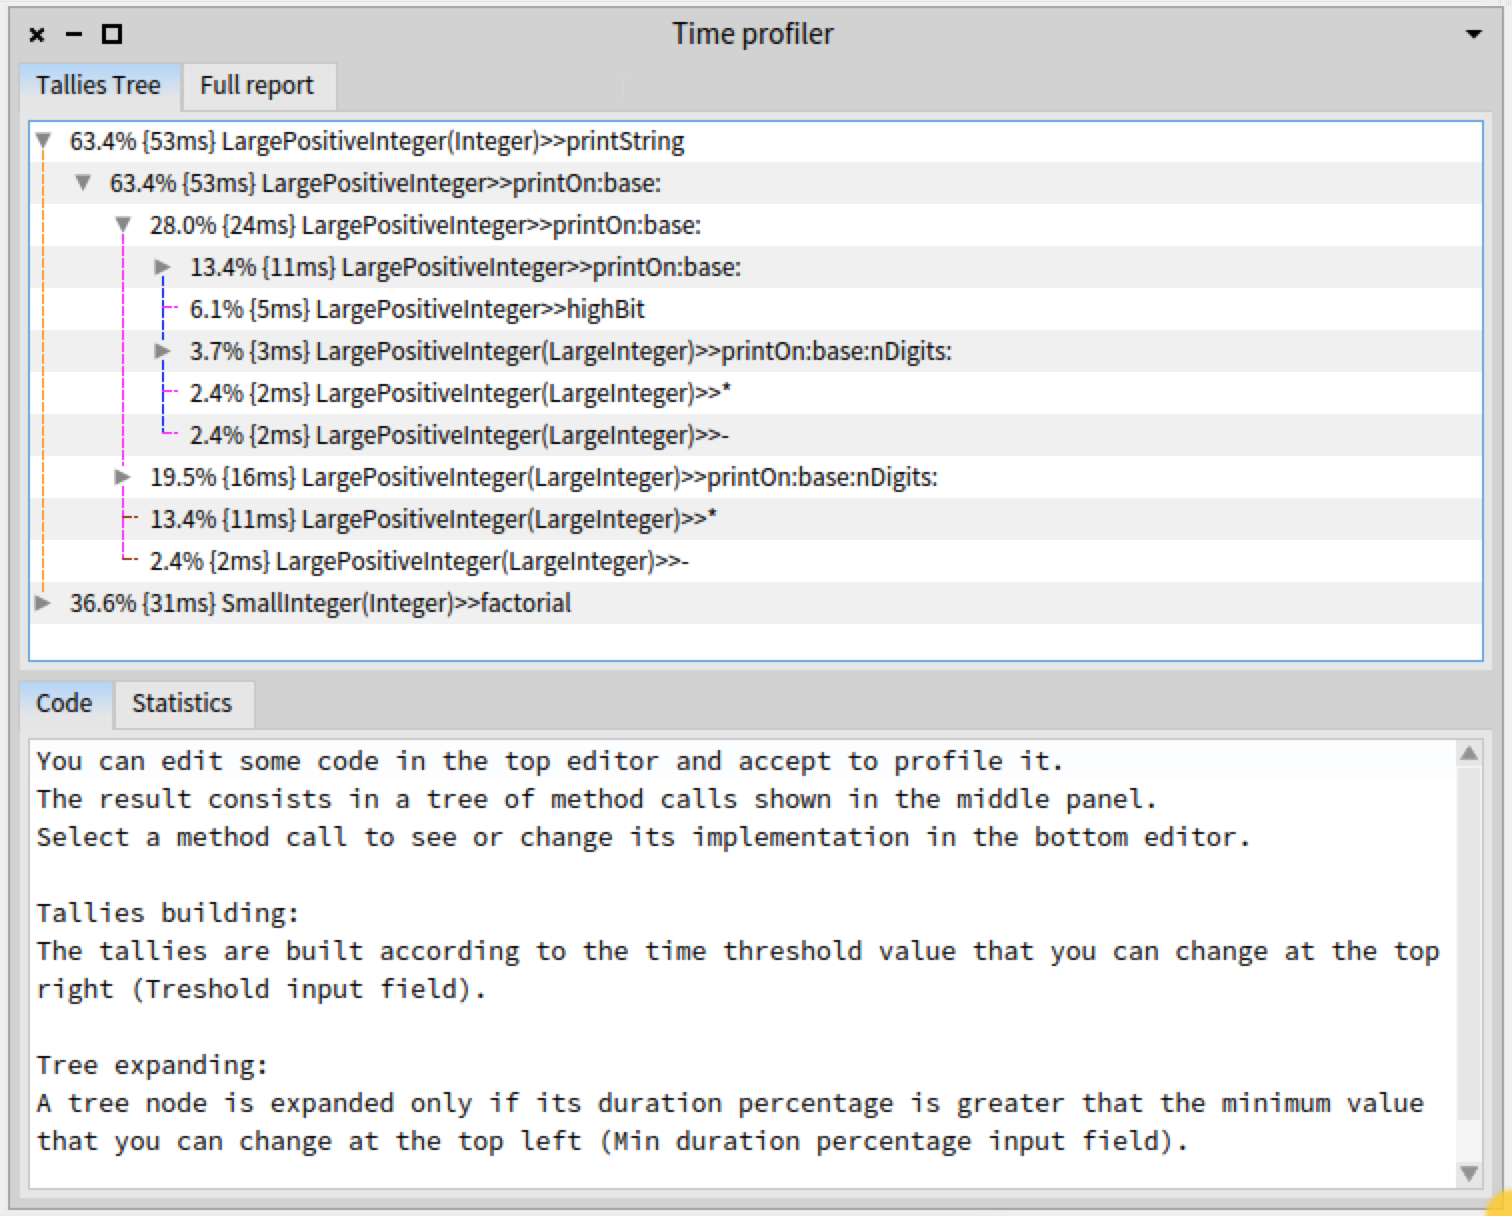 Time profiler
Tallies Tree Full report
63.4% {53ms} LargePositiveInteger(Integer)>>printString
63.4% {53ms} LargePositiveInteger>>printOn:base:
28.0% {24ms} LargePositiveInteger>>printOn:base:
13.4% {11ms} LargePositiveInteger>>printOn:base:
6.1% {5ms} LargePositiveInteger>>highBit
3.7% {3ms} LargePositiveInteger(LargeInteger)>>printOn:base:nDigits:
2.4% {2ms} LargePositiveInteger(LargeInteger)>>*
2.4% {2ms} LargePositiveInteger(LargeInteger)>>-
19.5% {16ms} LargePositiveInteger(LargeInteger)>>printOn:base:nDigits:
13.4% {11ms} LargePositiveInteger(LargeInteger)>>*
2.4% {2ms} LargePositiveInteger(LargeInteger)>>-
36.6% {31ms} SmallInteger(Integer)>>factorial
Code Statistics
You can edit some code in the top editor and accept to profile it.
The result consists in a tree of method calls shown in the middle panel.
Select a method call to see or change its implementation in the bottom editor.
Tallies building:
The tallies are built according to the time threshold value that you can change at the top
right (Treshold input field).
Tree expanding:
A tree node is expanded only if its duration percentage is greater that the minimum value
that you can change at the top left (Min duration percentage input field).